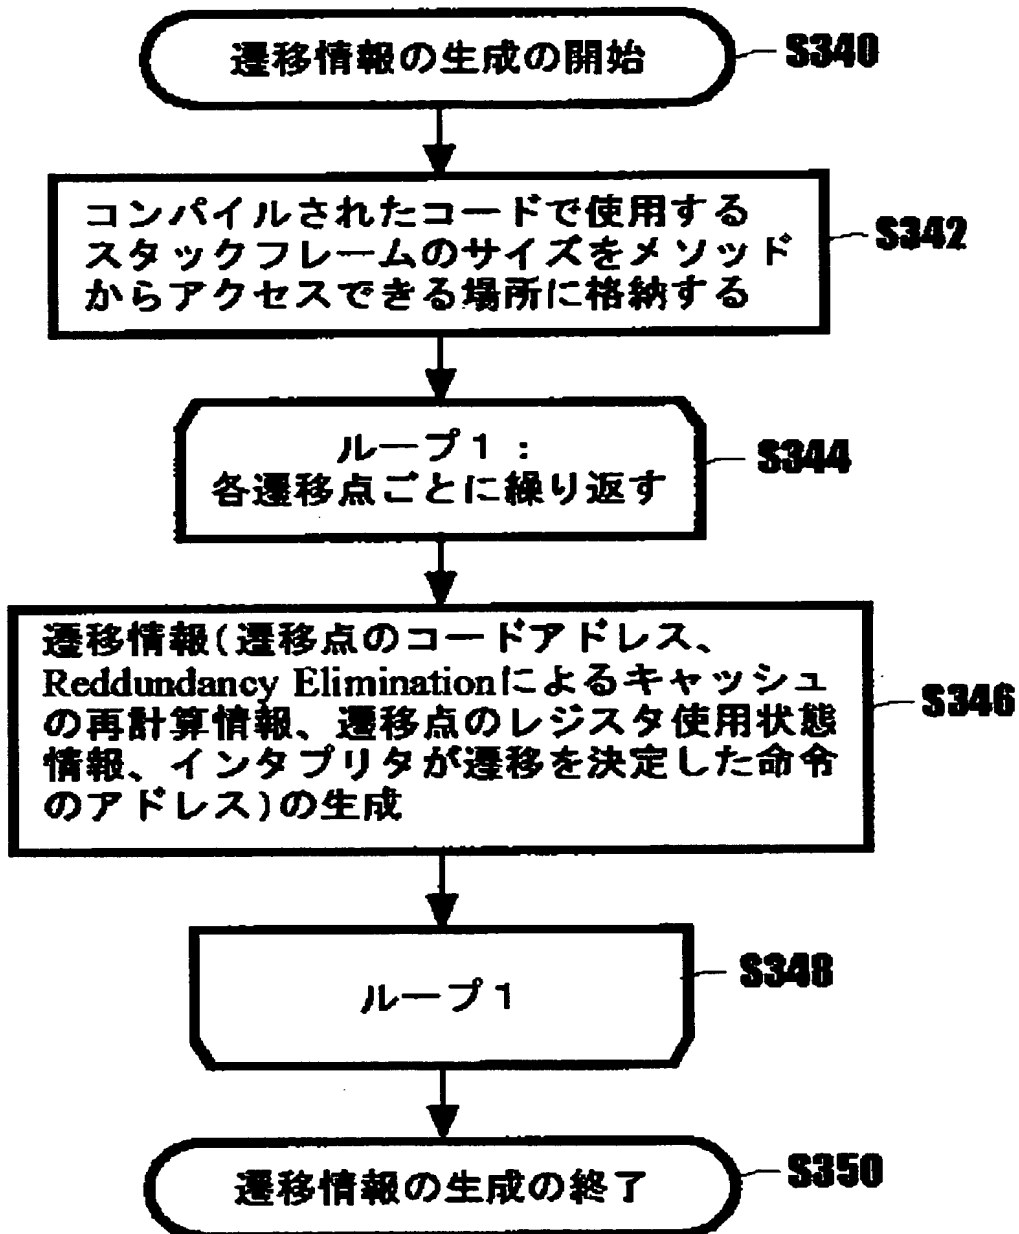 遷移情報の生成の開始
S340
コンパイルされたコードで使用する
スタックフレームのサイズをメソッド
からアクセスできる場所に格納する
S342
ループ1：
各遷移点ごとに繰り返す
S344
遷移情報(遷移点のコードアドレス、
Reddundancy Eliminationによるキャッシュ
の再計算情報、遷移点のレジスタ使用状態
情報、インタプリタが遷移を決定した命令
のアドレス)の生成
S346
ループ1
S348
遷移情報の生成の終了
S350